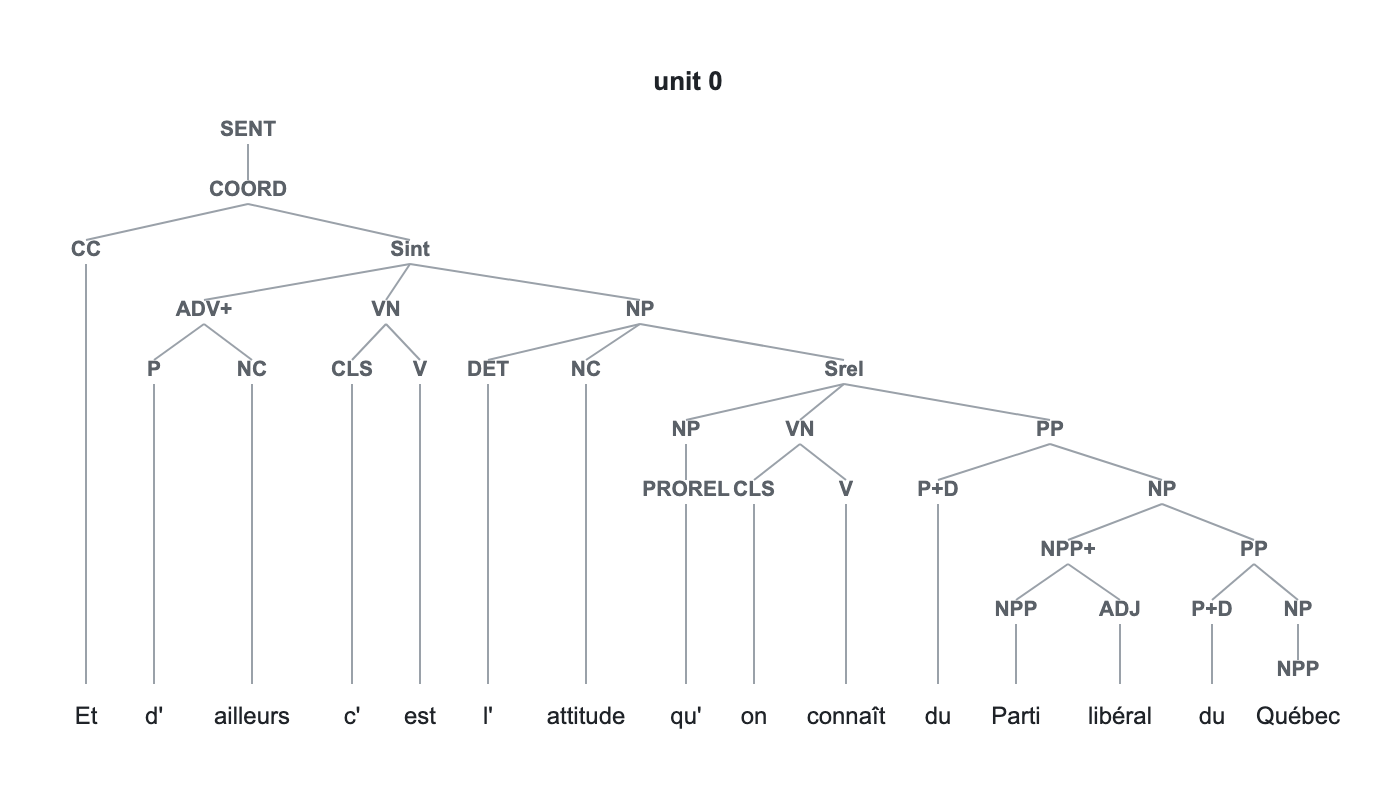 unit 0
SENT
COORD
CC Sint
ADV+ VN NP
P NC CLS V DET NC Srel
NP VN PP
PROREL CLS V P+D NP
NPP+ PP
NPP ADJ P+D NP
NPP
Et d' ailleurs c' est l' attitude qu' on connaît du Parti libéral du Québec